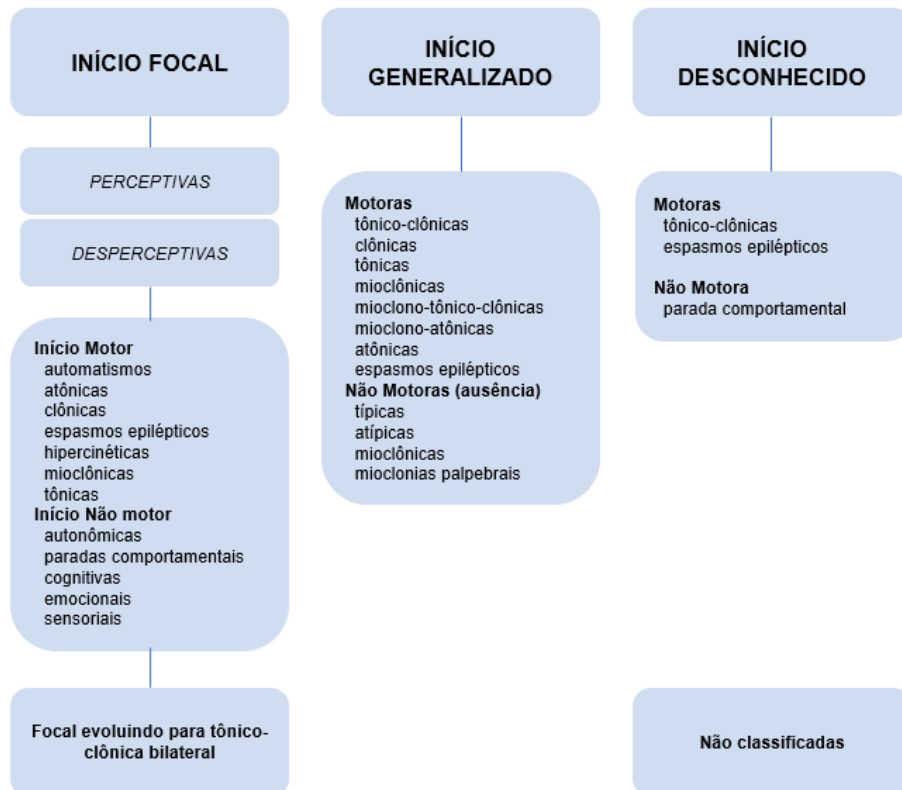 INÍCIO FOCAL
PERCEPTIVAS
DESPERCEPTIVAS
Início Motor
automatismos
atônicas
clônicas
espasmos epilépticos
hipercinéticas
mioclônicas
tônicas
Início Não motor
autonômicas
paradas comportamentais
cognitivas
emocionais
sensoriais
Focal evoluindo para tônico-
clônica bilateral
INÍCIO
GENERALIZADO
Motoras
tônico-clônicas
clônicas
tônicas
mioclônicas
mioclono-tônico-clônicas
mioclono-atônicas
atônicas
espasmos epilépticos
Não Motoras (ausência)
típicas
atípicas
mioclônicas
mioclonias palpebrais
INÍCIO
DESCONHECIDO
Motoras
tônico-clônicas
espasmos epilépticos
Não Motora
parada comportamental
Não classificadas